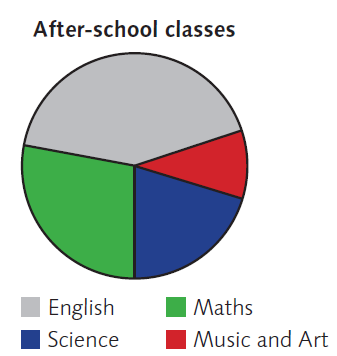 After-school classes
English
Maths
Science
Music and Art